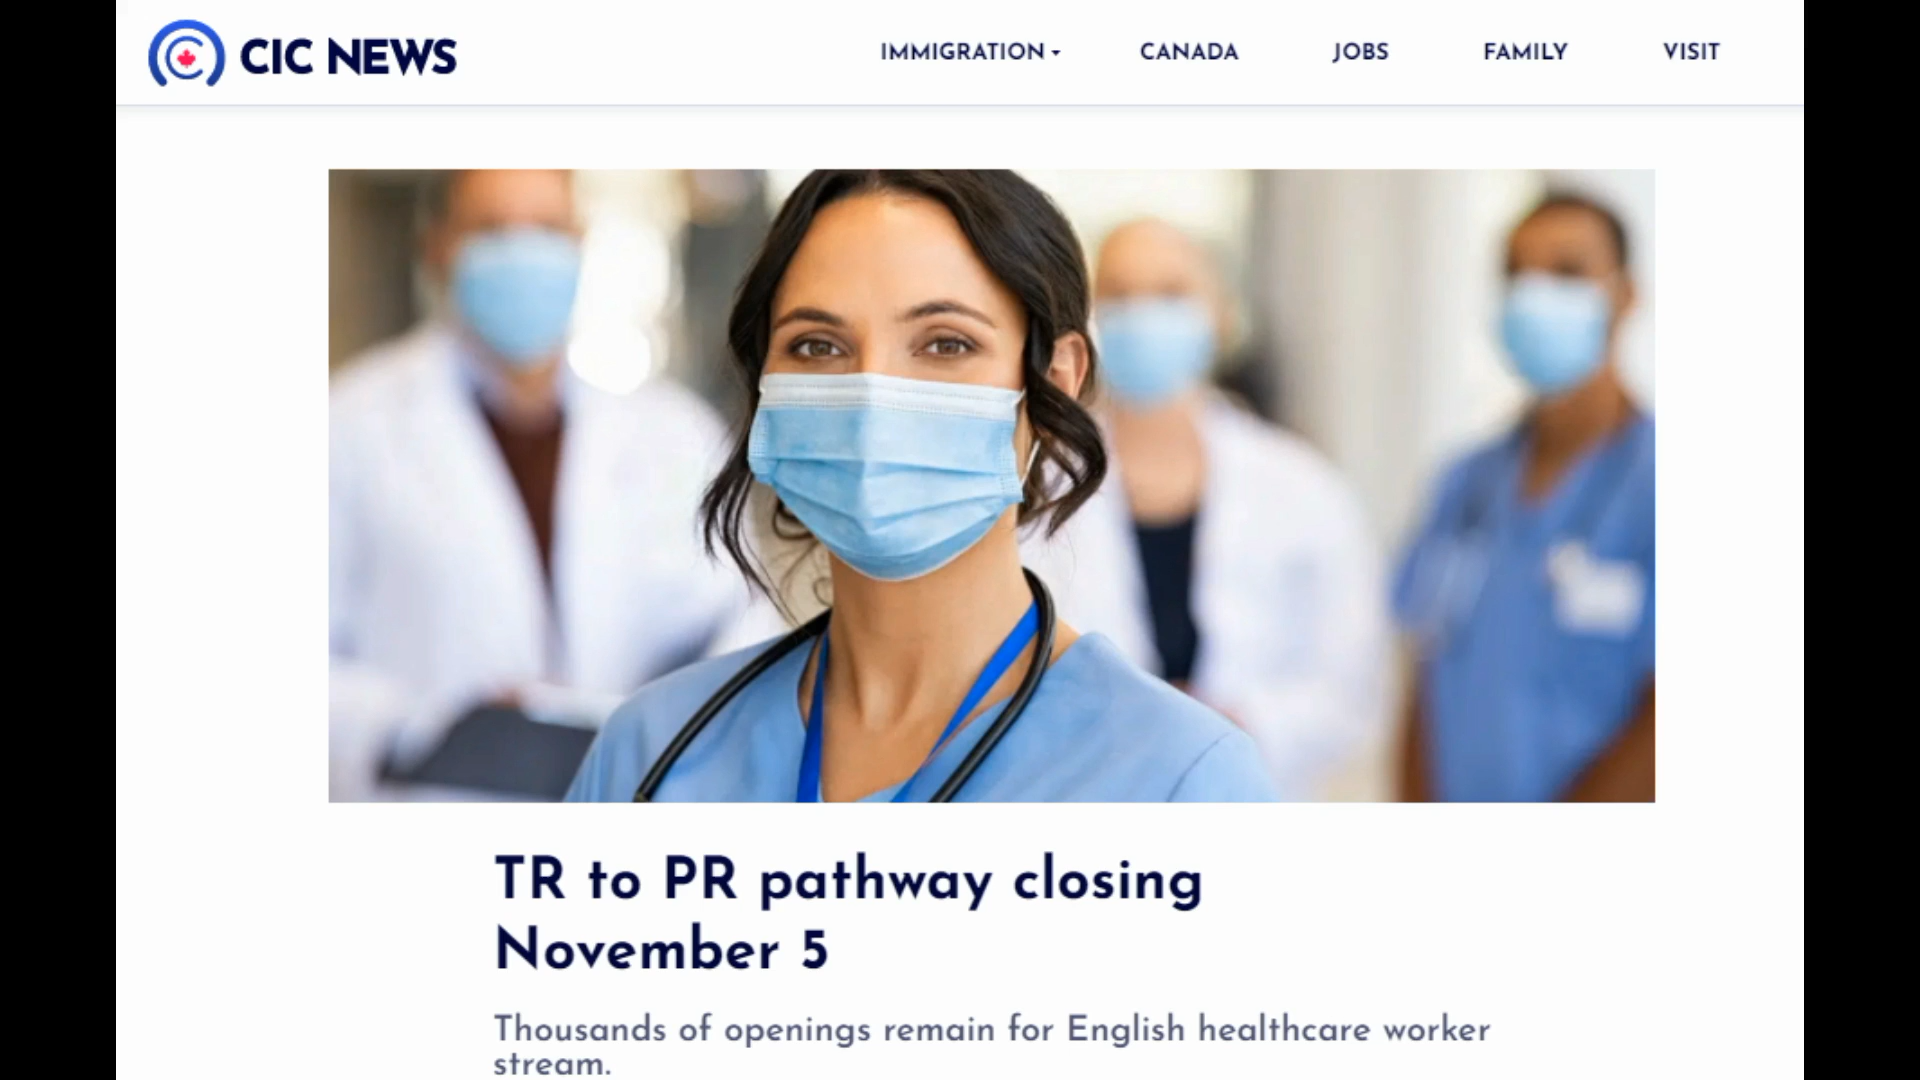 CIC NEWS
IMMIGRATION CANADA JOBS FAMILY VISIT
TR to PR pathway closing
November 5
Thousands of openings remain for English healthcare worker
stream.